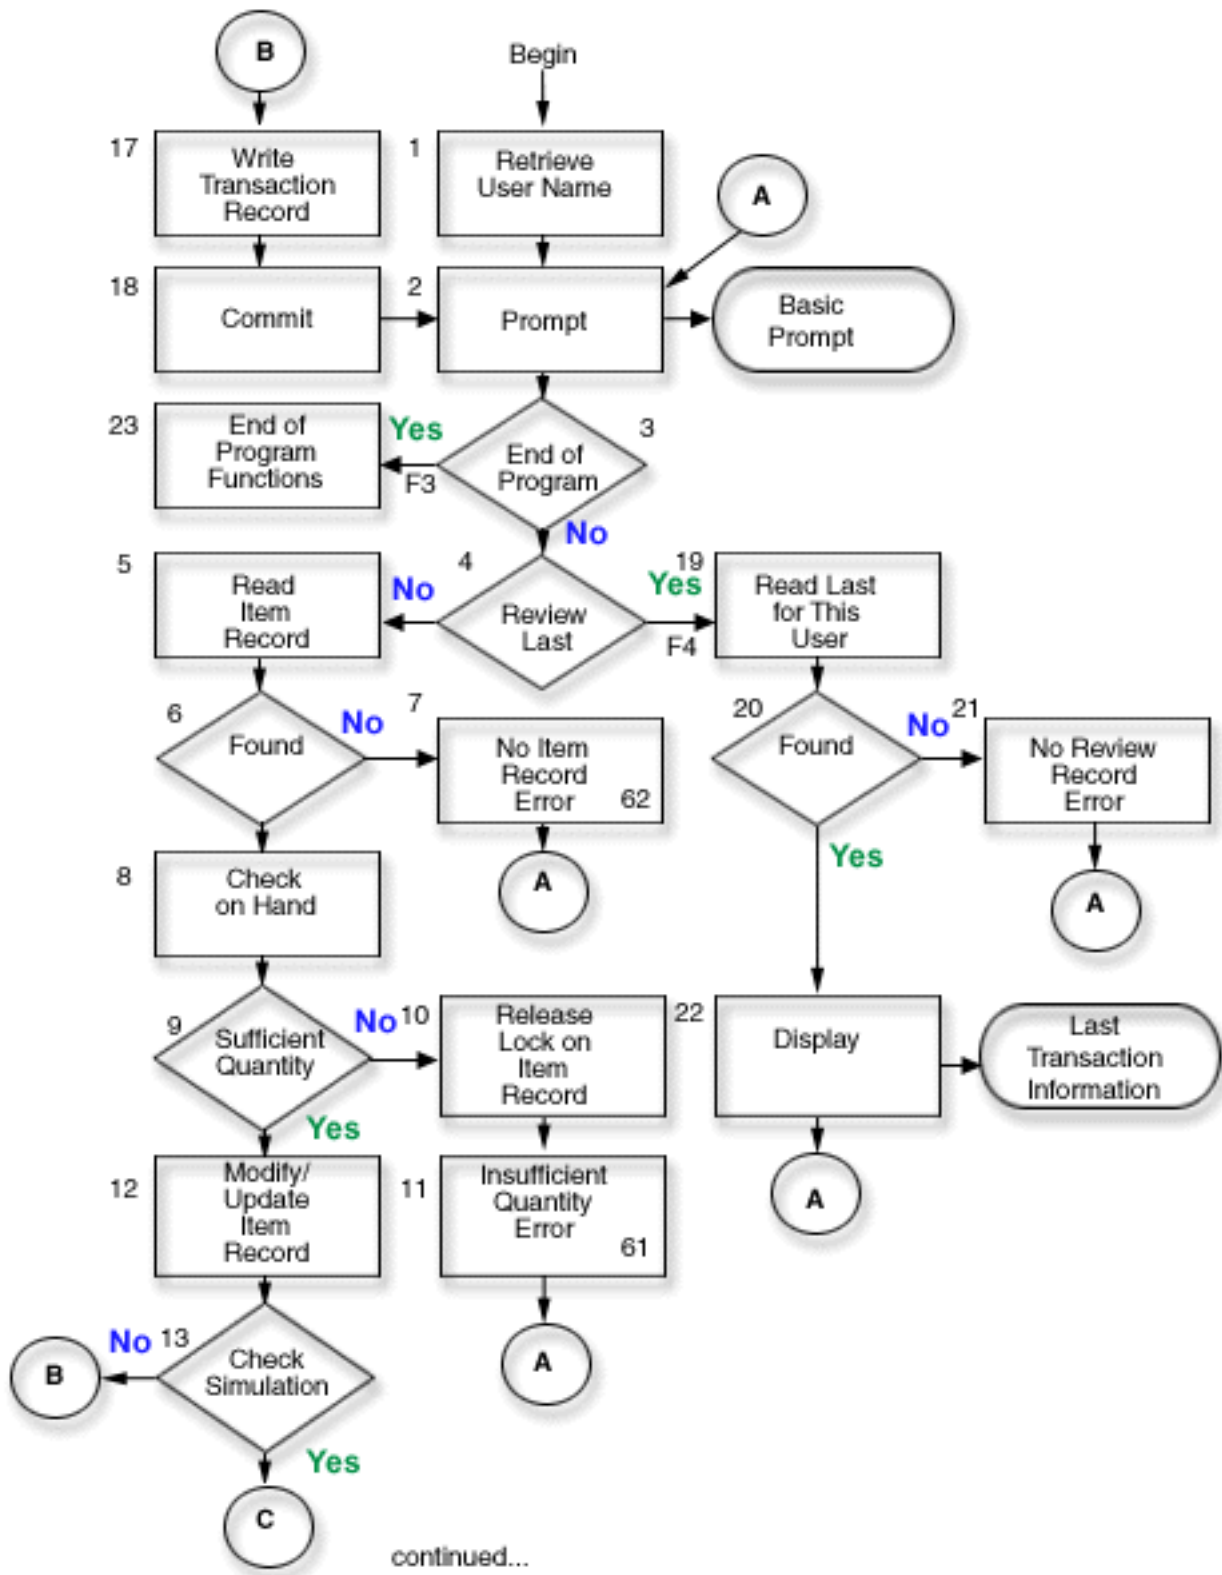 B
Begin
17
Write
Transaction
Record
1
Retrieve
User Name
A
18
Commit
2
Prompt
Basic
Prompt
23
End of
Program
Functions
Yes
F3
3
End of
Program
No
5
Read
Item
Record
No
4
Review
Last
Yes
F4
19
Read Last
for This
User
6
Found
No
7
No Item
Record
Error
62
20
Found
No
21
No Review
Record
Error
Yes
8
Check
on Hand
A
A
9
Sufficient
Quantity
No
10
Release
Lock on
Item
Record
22
Display
Last
Transaction
Information
Yes
12
Modify/
Update
Item
Record
11
Insufficient
Quantity
Error
61
A
B
No
13
Check
Simulation
A
Yes
C
continued...